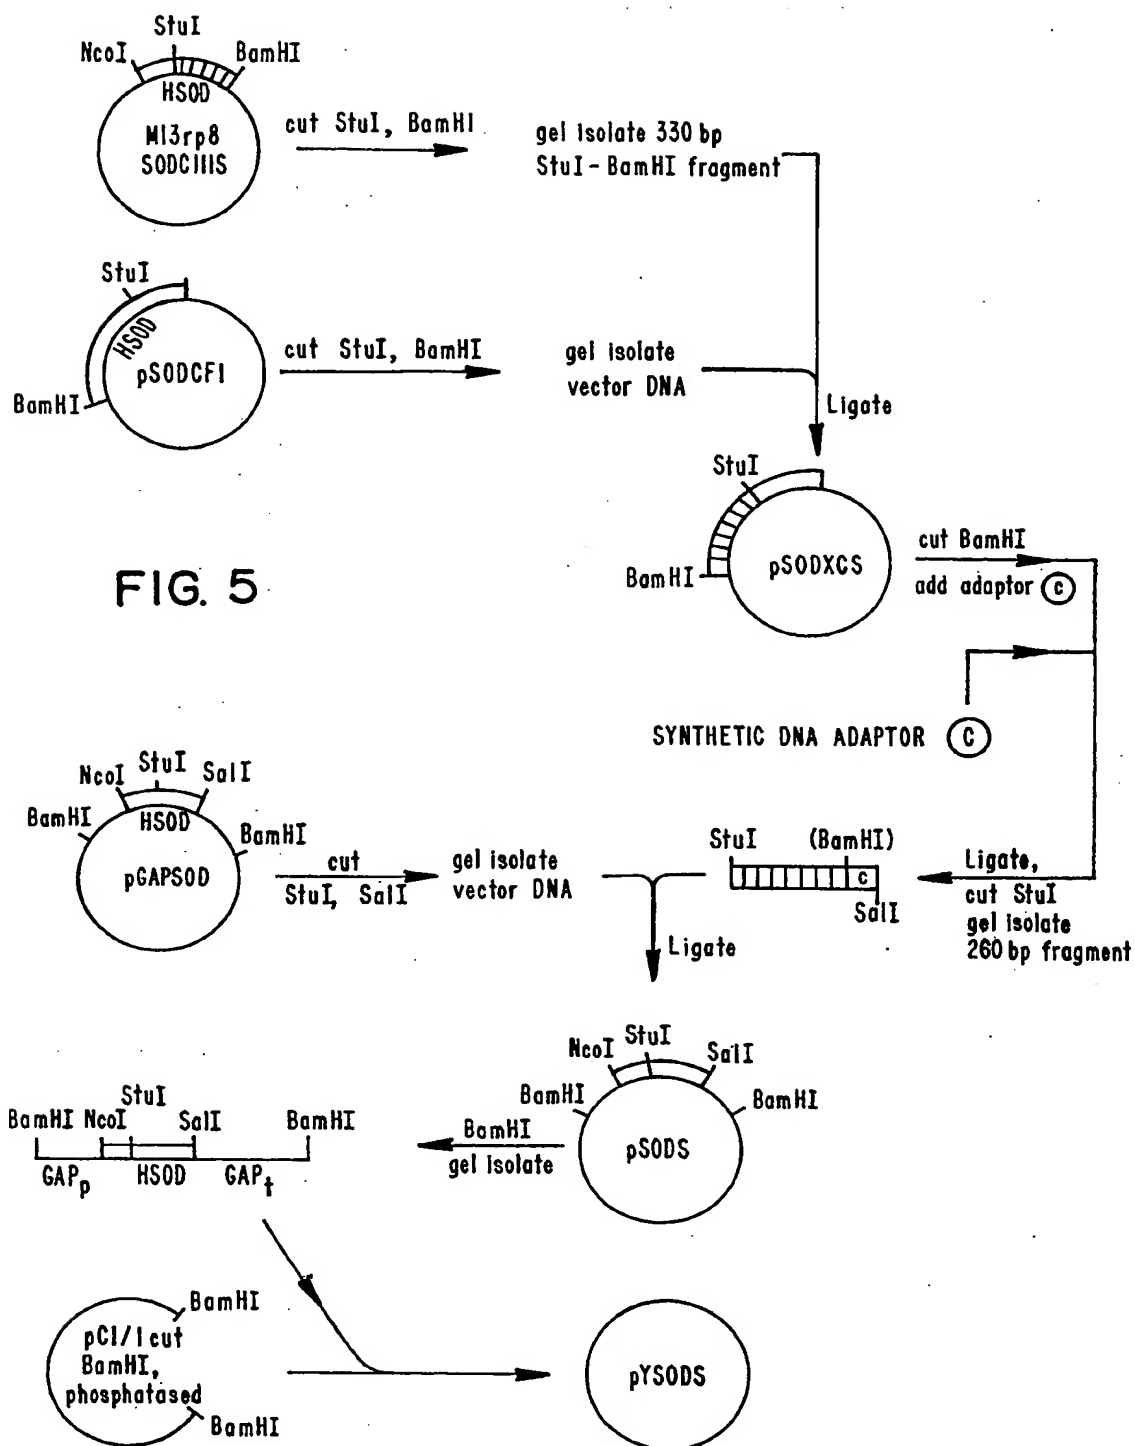 StuI
NcoI
BamHI
HSOD
M13rp8
SODCIIIS
cut StuI, BamHI
gel isolate 330 bp
StuI-BamHI fragment
StuI
HSOD
pSODCF1
BamHI
cut StuI, BamHI
gel isolate
vector DNA
Ligate
StuI
BamHI
pSODXCS
cut BamHI
add adaptor C
FIG. 5
SYNTHETIC DNA ADAPTOR C
NcoI
StuI
SalI
BamHI
HSOD
BamHI
pGAPSOD
cut
StuI, SalI
gel isolate
vector DNA
StuI
(BamHI)
C
SalI
Ligate,
cut StuI
gel isolate
260 bp fragment
Ligate
NcoI
StuI
SalI
BamHI
BamHI
pSODS
BamHI
gel isolate
BamHI
NcoI
StuI
SalI
BamHI
GAPp
HSOD
GAPt
BamHI
pC1/1 cut
BamHI,
phosphatased
BamHI
pYSODS